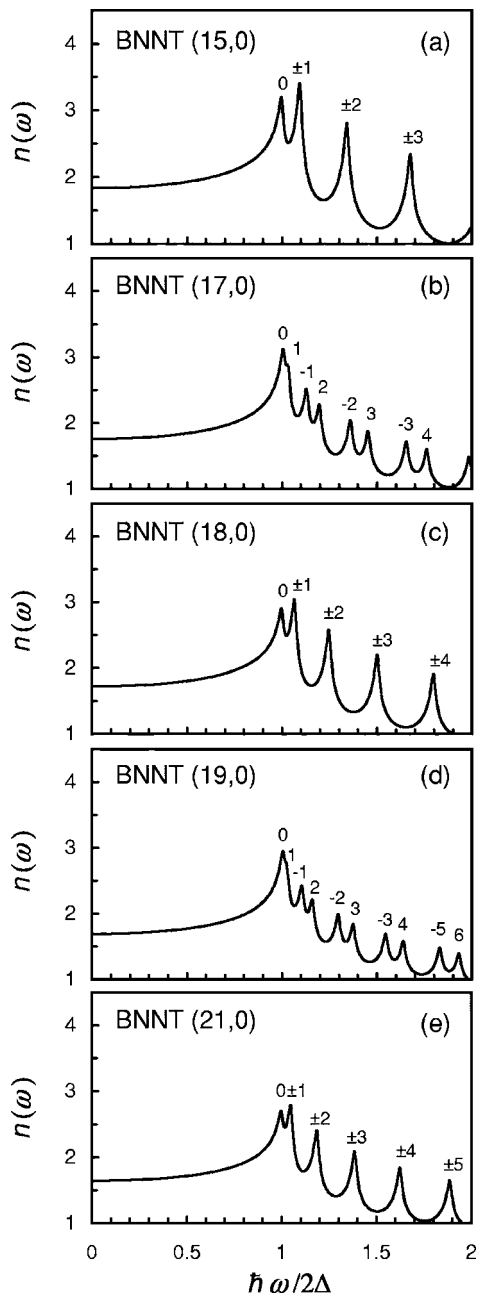 BNNT (15,0) (a)
0 ±1 ±2 ±3
4
3
2
1
n(ω)
BNNT (17,0) (b)
0 1 -1 2 -2 3 -3 4
4
3
2
1
n(ω)
BNNT (18,0) (c)
0 ±1 ±2 ±3 ±4
4
3
2
1
n(ω)
BNNT (19,0) (d)
0 1 -1 2 -2 3 -3 4 -5 6
4
3
2
1
n(ω)
BNNT (21,0) (e)
0±1 ±2 ±3 ±4 ±5
4
3
2
1
n(ω)
0 0.5 1 1.5 2
ħω/2Δ